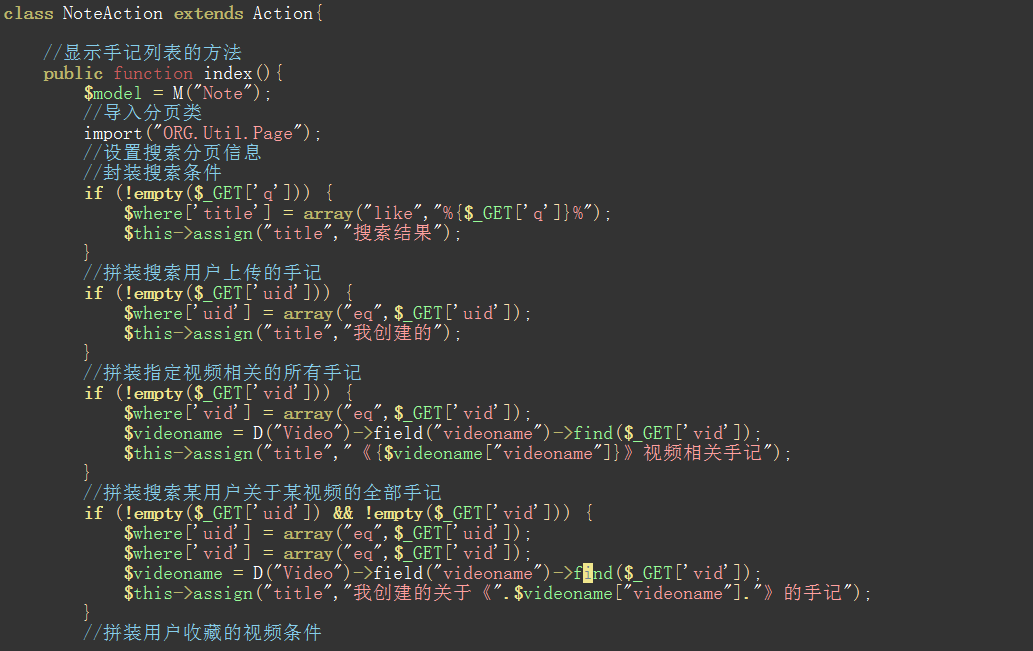 class NoteAction extends Action{
//显示手记列表的方法
public function index(){
$model = M("Note");
//导入分页类
import("ORG.Util.Page");
//设置搜索分页信息
//封装搜索条件
if (!empty($_GET['q'])) {
$where['title'] = array("like","%{$_GET['q']}%");
$this->assign("title","搜索结果");
}
//拼装搜索用户上传的手记
if (!empty($_GET['uid'])) {
$where['uid'] = array("eq",$_GET['uid']);
$this->assign("title","我创建的");
}
//拼装指定视频相关的所有手记
if (!empty($_GET['vid'])) {
$where['vid'] = array("eq",$_GET['vid']);
$videoname = D("Video")->field("videoname")->find($_GET['vid']);
$this->assign("title","《{$videoname["videoname"]}》视频相关手记");
}
//拼装搜索某用户关于某视频的全部手记
if (!empty($_GET['uid']) && !empty($_GET['vid'])) {
$where['uid'] = array("eq",$_GET['uid']);
$where['vid'] = array("eq",$_GET['vid']);
$videoname = D("Video")->field("videoname")->find($_GET['vid']);
$this->assign("title","我创建的关于《".$videoname["videoname"]."》的手记");
}
//拼装用户收藏的视频条件